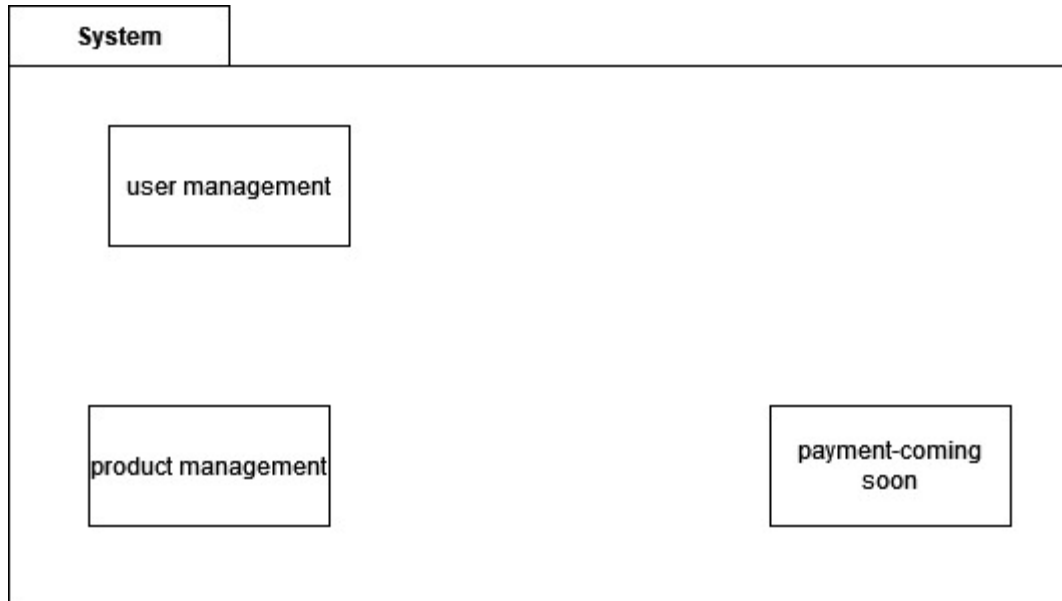 System
user management
product management
payment-coming
soon